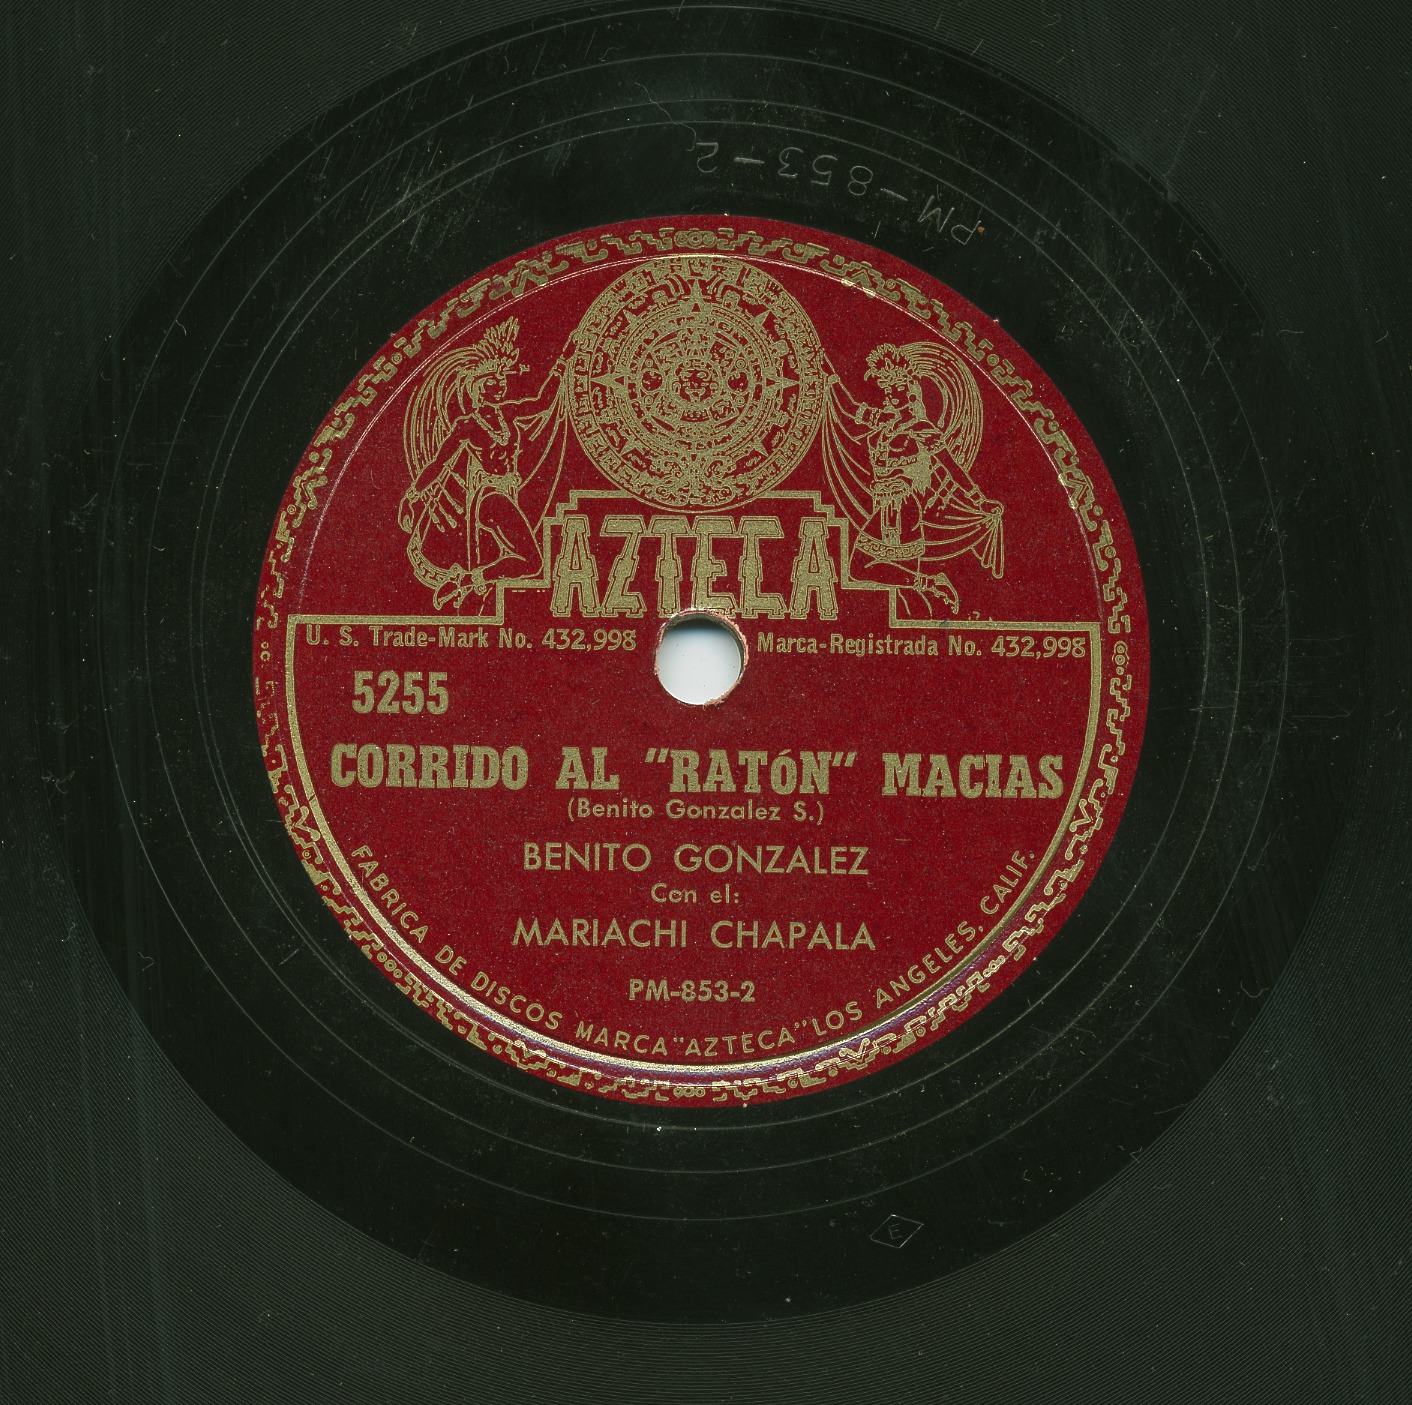 PM-853-2
AZTECA
U. S. Trade-Mark No. 432,998
Marca-Registrada No. 432,998
5255
CORRIDO AL "RATóN" MACIAS
(Benito Gonzalez S.)
BENITO GONZALEZ
Con el:
MARIACHI CHAPALA
PM-853-2
FABRICA DE DISCOS MARCA "AZTECA" LOS ANGELES, CALIF.
E